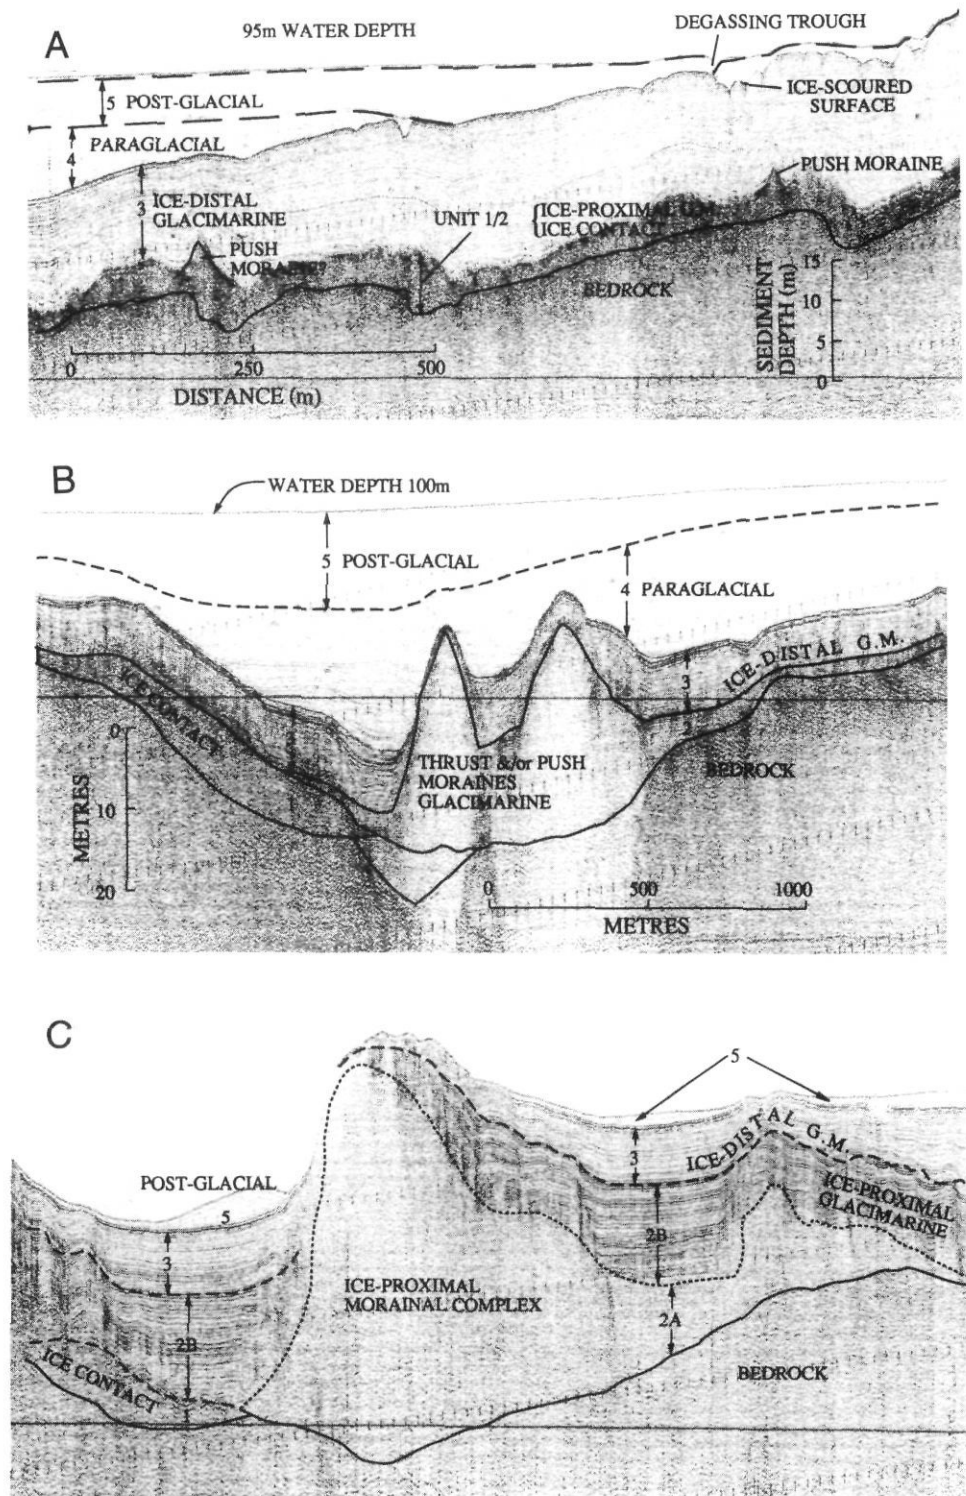 A
95m WATER DEPTH
DEGASSING TROUGH
5 POST-GLACIAL
ICE-SCOURED
SURFACE
4
PARAGLACIAL
PUSH MORAINE
3
ICE-DISTAL
GLACIMARINE
UNIT 1/2
ICE-PROXIMAL G.M.
ICE CONTACT
PUSH
MORAINE?
BEDROCK
SEDIMENT
DEPTH (m)
15
10
5
0
0
250
500
DISTANCE (m)
B
WATER DEPTH 100m
5 POST-GLACIAL
4 PARAGLACIAL
3
ICE-DISTAL G.M.
2
ICE-CONTACT
THRUST &/or PUSH
MORAINES
GLACIMARINE
BEDROCK
METRES
0
10
20
0
500
1000
METRES
C
5
3
ICE-DISTAL G.M.
POST-GLACIAL
5
3
2B
ICE-PROXIMAL
GLACIMARINE
ICE-PROXIMAL
MORAINAL COMPLEX
2B
2A
ICE CONTACT
BEDROCK